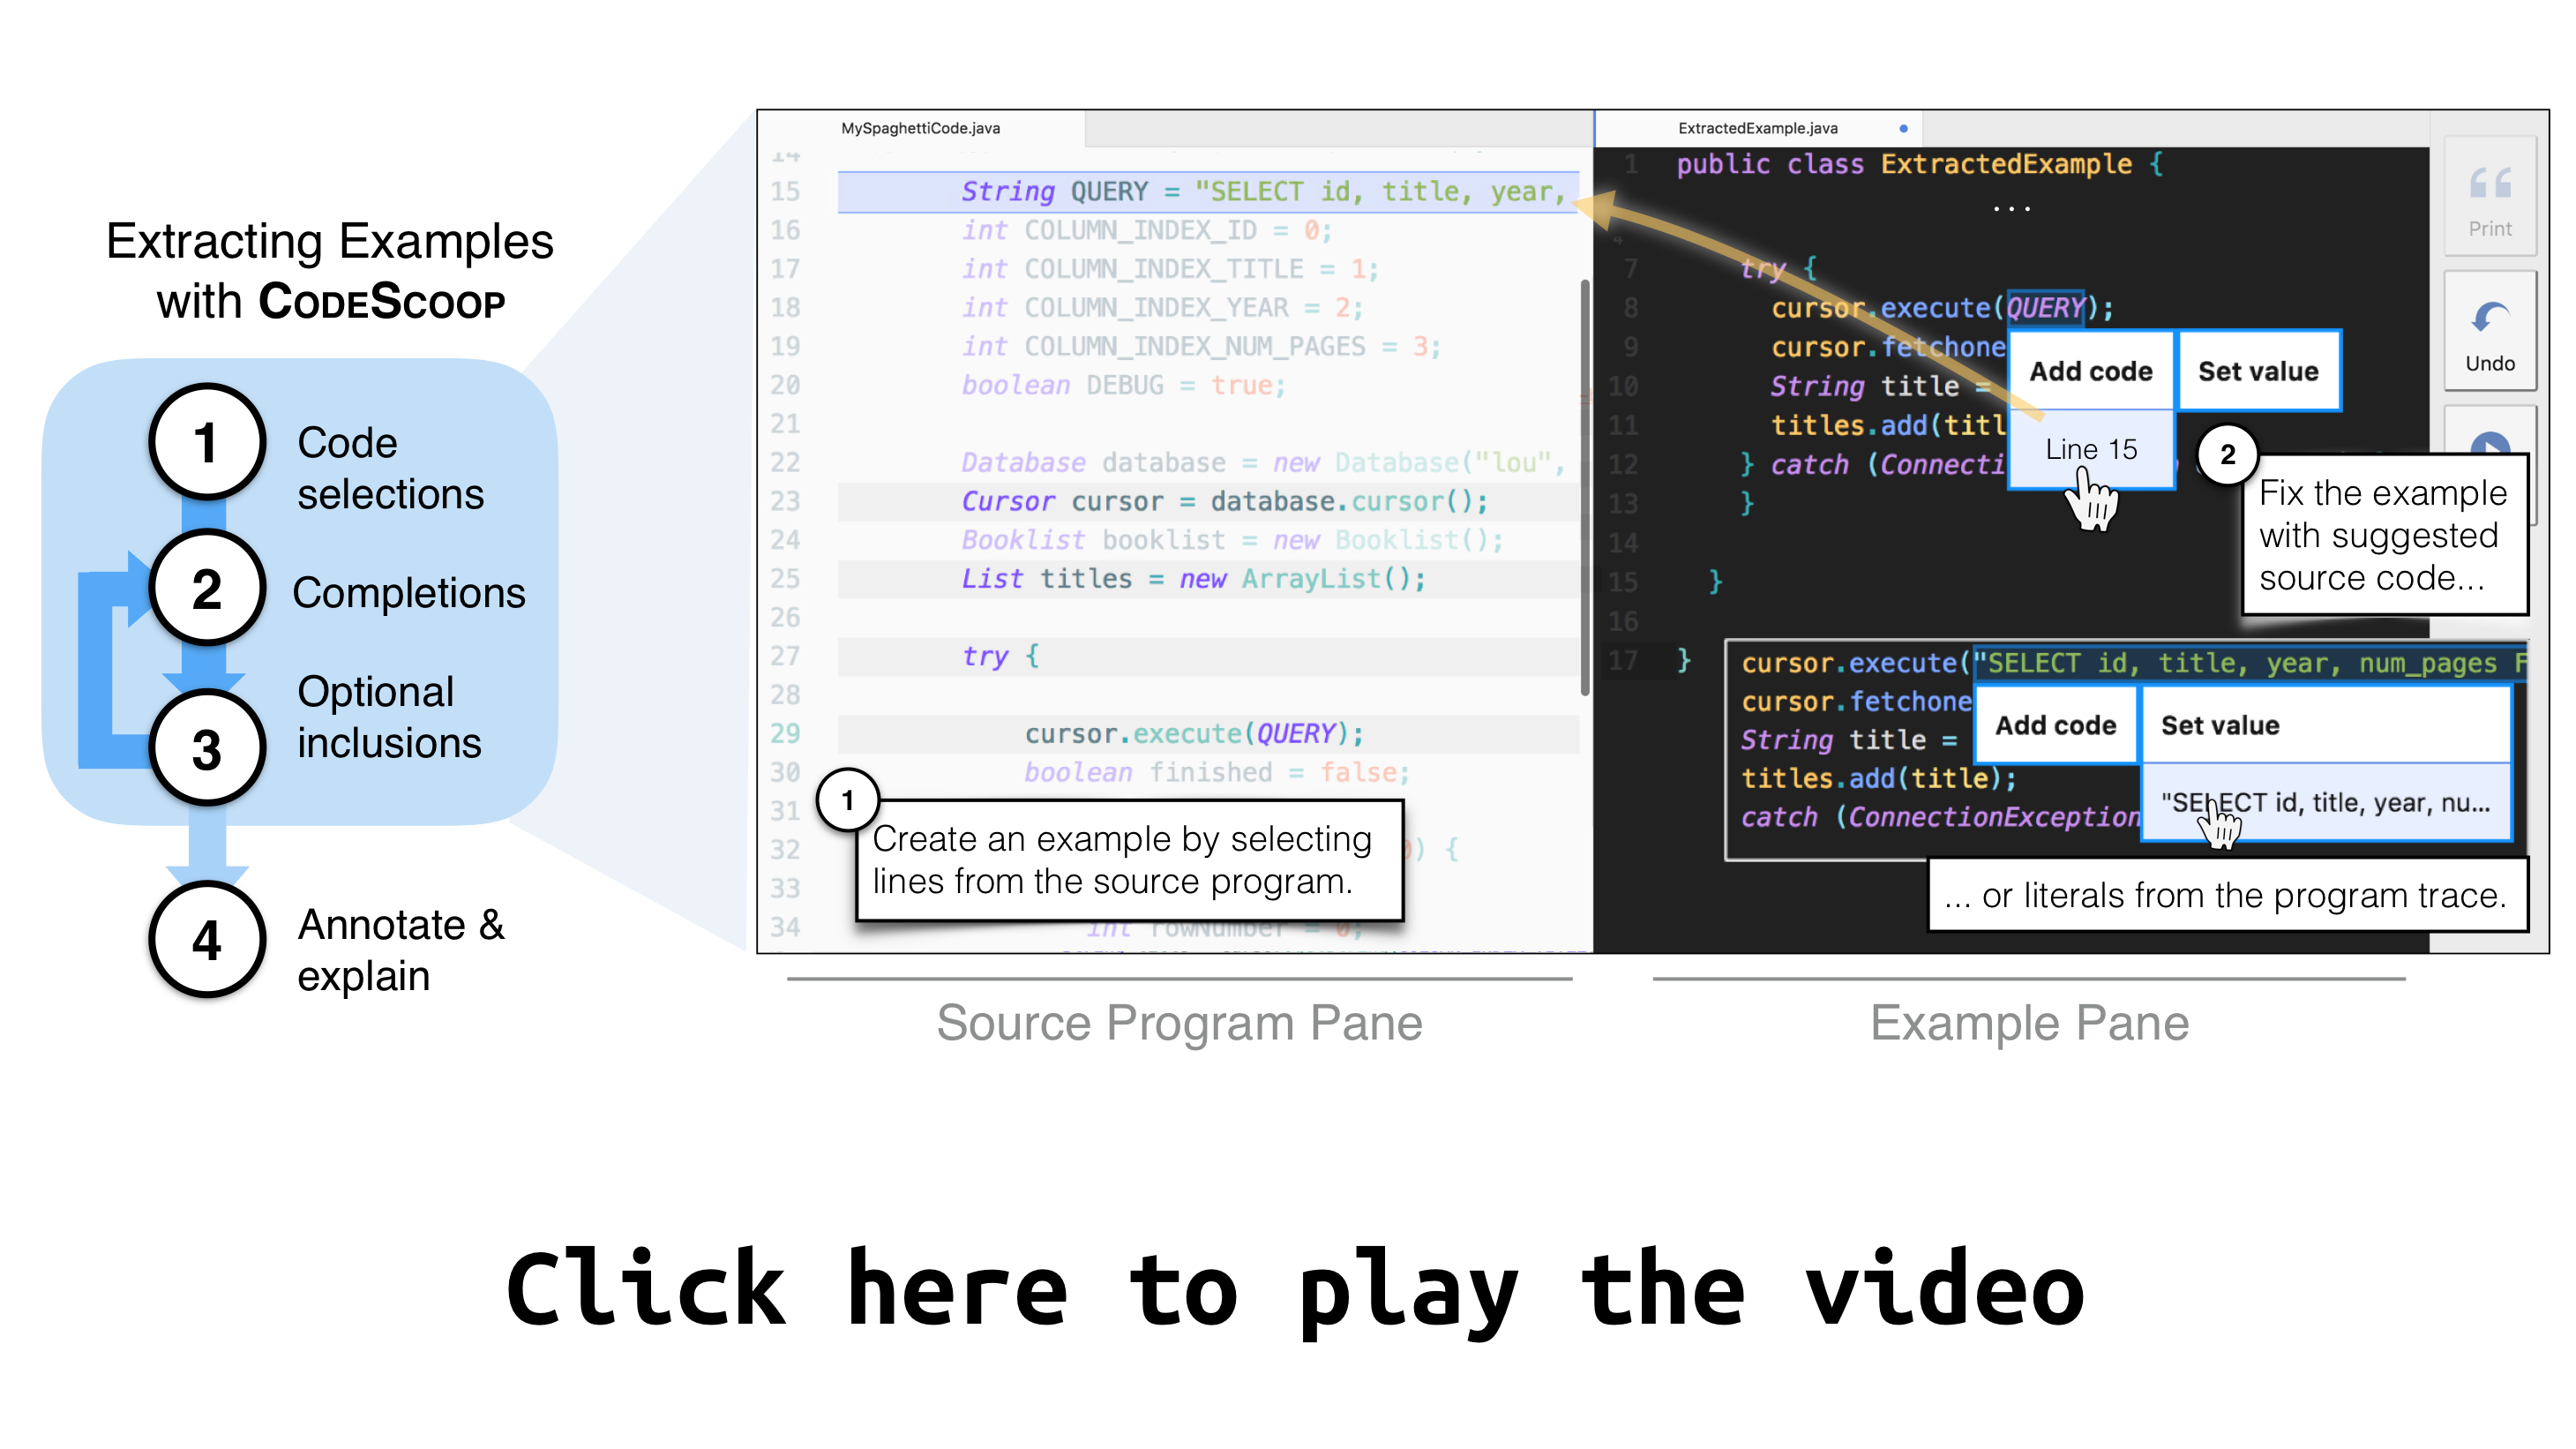 Extracting Examples
with CODESCOOP
1
Code
selections
2
Completions
3
Optional
inclusions
4
Annotate &
explain
MySpaghettiCode.java
14
15 String QUERY = "SELECT id, title, year,
16 int COLUMN_INDEX_ID = 0;
17 int COLUMN_INDEX_TITLE = 1;
18 int COLUMN_INDEX_YEAR = 2;
19 int COLUMN_INDEX_NUM_PAGES = 3;
20 boolean DEBUG = true;
21
22 Database database = new Database("lou",
23 Cursor cursor = database.cursor();
24 Booklist booklist = new Booklist();
25 List titles = new ArrayList();
26
27 try {
28
29 cursor.execute(QUERY);
30 boolean finished = false;
31
32 ) {
33
34 int rowNumber = 0;
1
Create an example by selecting
lines from the source program.
Source Program Pane
ExtractedExample.java
1 public class ExtractedExample {
...
7 try {
8 cursor.execute(QUERY);
9 cursor.fetchone
10 String title =
11 titles.add(titl
12 } catch (Connecti
13 }
14
15 }
16
17 }
Add code
Set value
Line 15
2
Fix the example
with suggested
source code...
cursor.execute("SELECT id, title, year, num_pages F
cursor.fetchone
String title =
titles.add(title);
catch (ConnectionException
Add code
Set value
"SELECT id, title, year, nu...
... or literals from the program trace.
Print
Undo
Example Pane
Click here to play the video